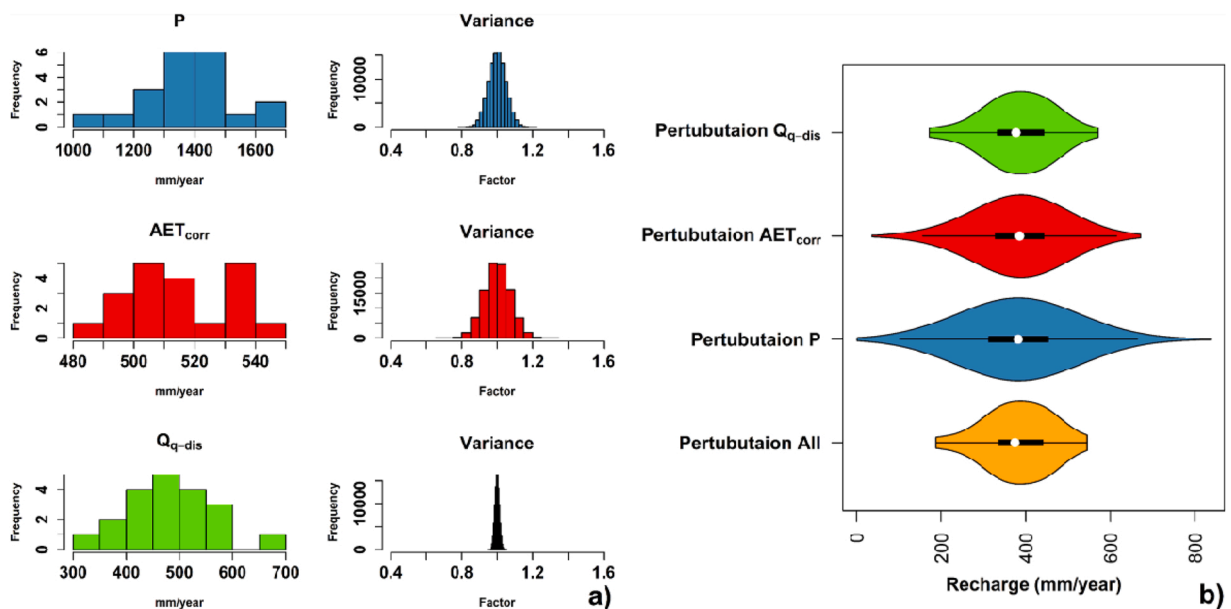 P
Frequency
0 2 4 6
1000 1200 1400 1600
mm/year
Variance
Frequency
0 10000
0.4 0.8 1.2 1.6
Factor
AETcorr
Frequency
0 2 4
480 500 520 540
mm/year
Variance
Frequency
0 15000
0.4 0.8 1.2 1.6
Factor
Qq−dis
Frequency
0 2 4
300 400 500 600 700
mm/year
Variance
Frequency
0 10000
0.4 0.8 1.2 1.6
Factor
a)
Pertubutaion Qq−dis
Pertubutaion AETcorr
Pertubutaion P
Pertubutaion All
0 200 400 600 800
Recharge (mm/year)
b)